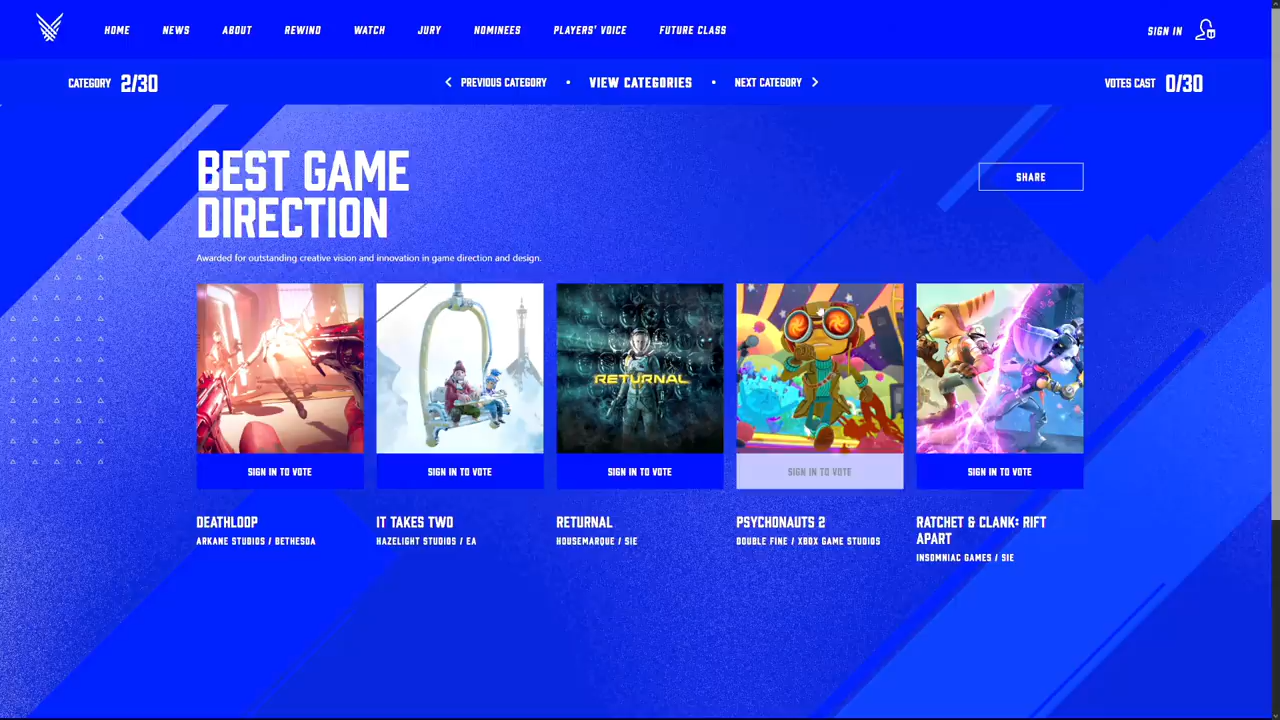 HOME NEWS ABOUT REWIND WATCH JURY NOMINEES PLAYERS' VOICE FUTURE CLASS SIGN IN
CATEGORY 2/30 PREVIOUS CATEGORY • VIEW CATEGORIES • NEXT CATEGORY VOTES CAST 0/30
BEST GAME
DIRECTION
SHARE
Awarded for outstanding creative vision and innovation in game direction and design.
RETURNAL
SIGN IN TO VOTE SIGN IN TO VOTE SIGN IN TO VOTE SIGN IN TO VOTE SIGN IN TO VOTE
DEATHLOOP
ARKANE STUDIOS / BETHESDA
IT TAKES TWO
HAZELIGHT STUDIOS / EA
RETURNAL
HOUSEMARQUE / SIE
PSYCHONAUTS 2
DOUBLE FINE / XBOX GAME STUDIOS
RATCHET & CLANK: RIFT
APART
INSOMNIAC GAMES / SIE